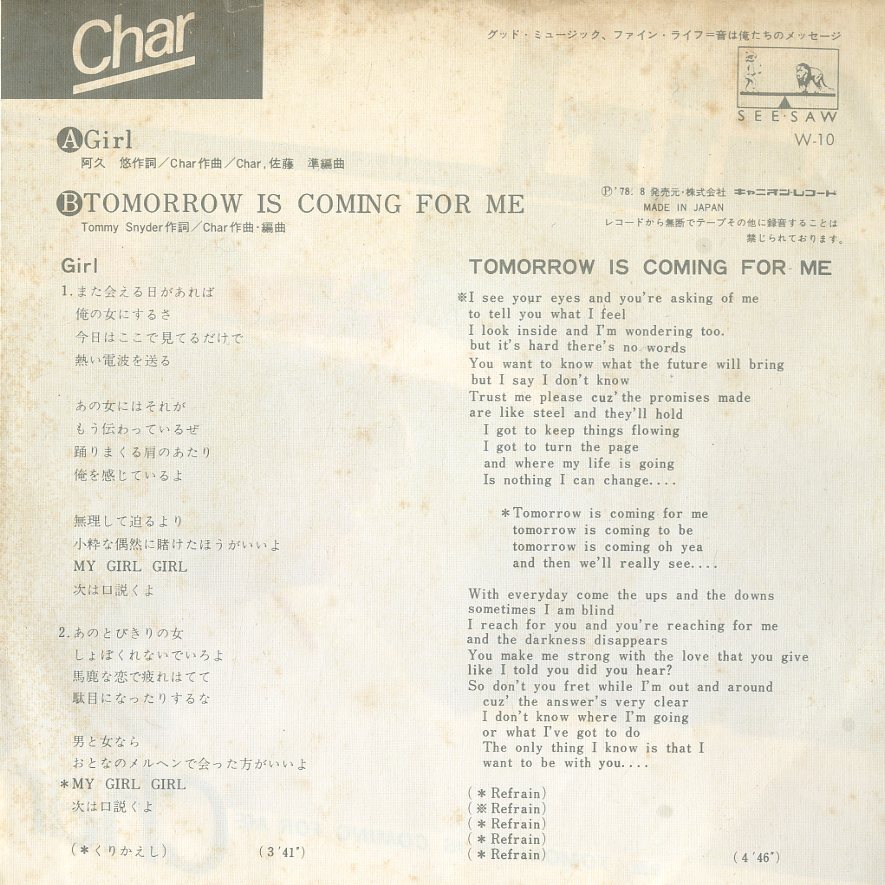 Char
グッド・ミュージック、ファイン・ライフ=音は俺たちのメッセージ
SEE・SAW
W-10
A Girl
阿久 悠作詞/Char作曲/Char,佐藤 準編曲
B TOMORROW IS COMING FOR ME
Tommy Snyder作詞/Char作曲・編曲
Ⓟ'78. 8 発売元・株式会社 キャニオン・レコード
MADE IN JAPAN
レコードから無断でテープその他に録音することは
禁じられております。
Girl
1. また会える日があれば
俺の女にするさ
今日はここで見てるだけで
熱い電波を送る
あの女にはそれが
もう伝わっているぜ
踊りまくる肩のあたり
俺を感じているよ
無理して迫るより
小粋な偶然に賭けたほうがいいよ
MY GIRL GIRL
次は口説くよ
2. あのとびきりの女
しょぼくれないでいろよ
馬鹿な恋で疲れはてて
駄目になったりするな
男と女なら
おとなのメルヘンで会った方がいいよ
*MY GIRL GIRL
次は口説くよ
(*くりかえし) (3'41")
TOMORROW IS COMING FOR ME
※I see your eyes and you're asking of me
to tell you what I feel
I look inside and I'm wondering too.
but it's hard there's no words
You want to know what the future will bring
but I say I don't know
Trust me please cuz' the promises made
are like steel and they'll hold
I got to keep things flowing
I got to turn the page
and where my life is going
Is nothing I can change....
*Tomorrow is coming for me
tomorrow is coming to be
tomorrow is coming oh yea
and then we'll really see....
With everyday come the ups and the downs
sometimes I am blind
I reach for you and you're reaching for me
and the darkness disappears
You make me strong with the love that you give
like I told you did you hear?
So don't you fret while I'm out and around
cuz' the answer's very clear
I don't know where I'm going
or what I've got to do
The only thing I know is that I
want to be with you....
(*Refrain)
(※Refrain)
(*Refrain)
(*Refrain)
(*Refrain) (4'46")